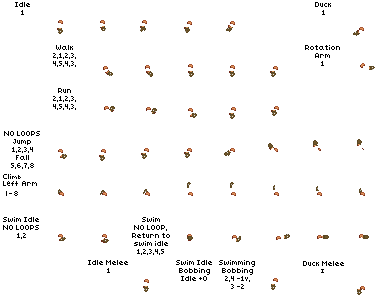 Idle
1
Duck
1
Walk
2,1,2,3,
4,5,4,3,
Rotation
Arm
1
Run
2,1,2,3,
4,5,4,3,
NO LOOPS
Jump
1,2,3,4
Fall
5,6,7,8
Climb
Left Arm
1-8
Swim Idle
NO LOOPS
1,2
Swim
NO LOOP,
Return to
swim idle
1,2,3,4,5
Idle Melee
1
Swim Idle
Bobbing
Idle +0
Swimming
Bobbing
2,4 -1v,
3 -2
Duck Melee
1